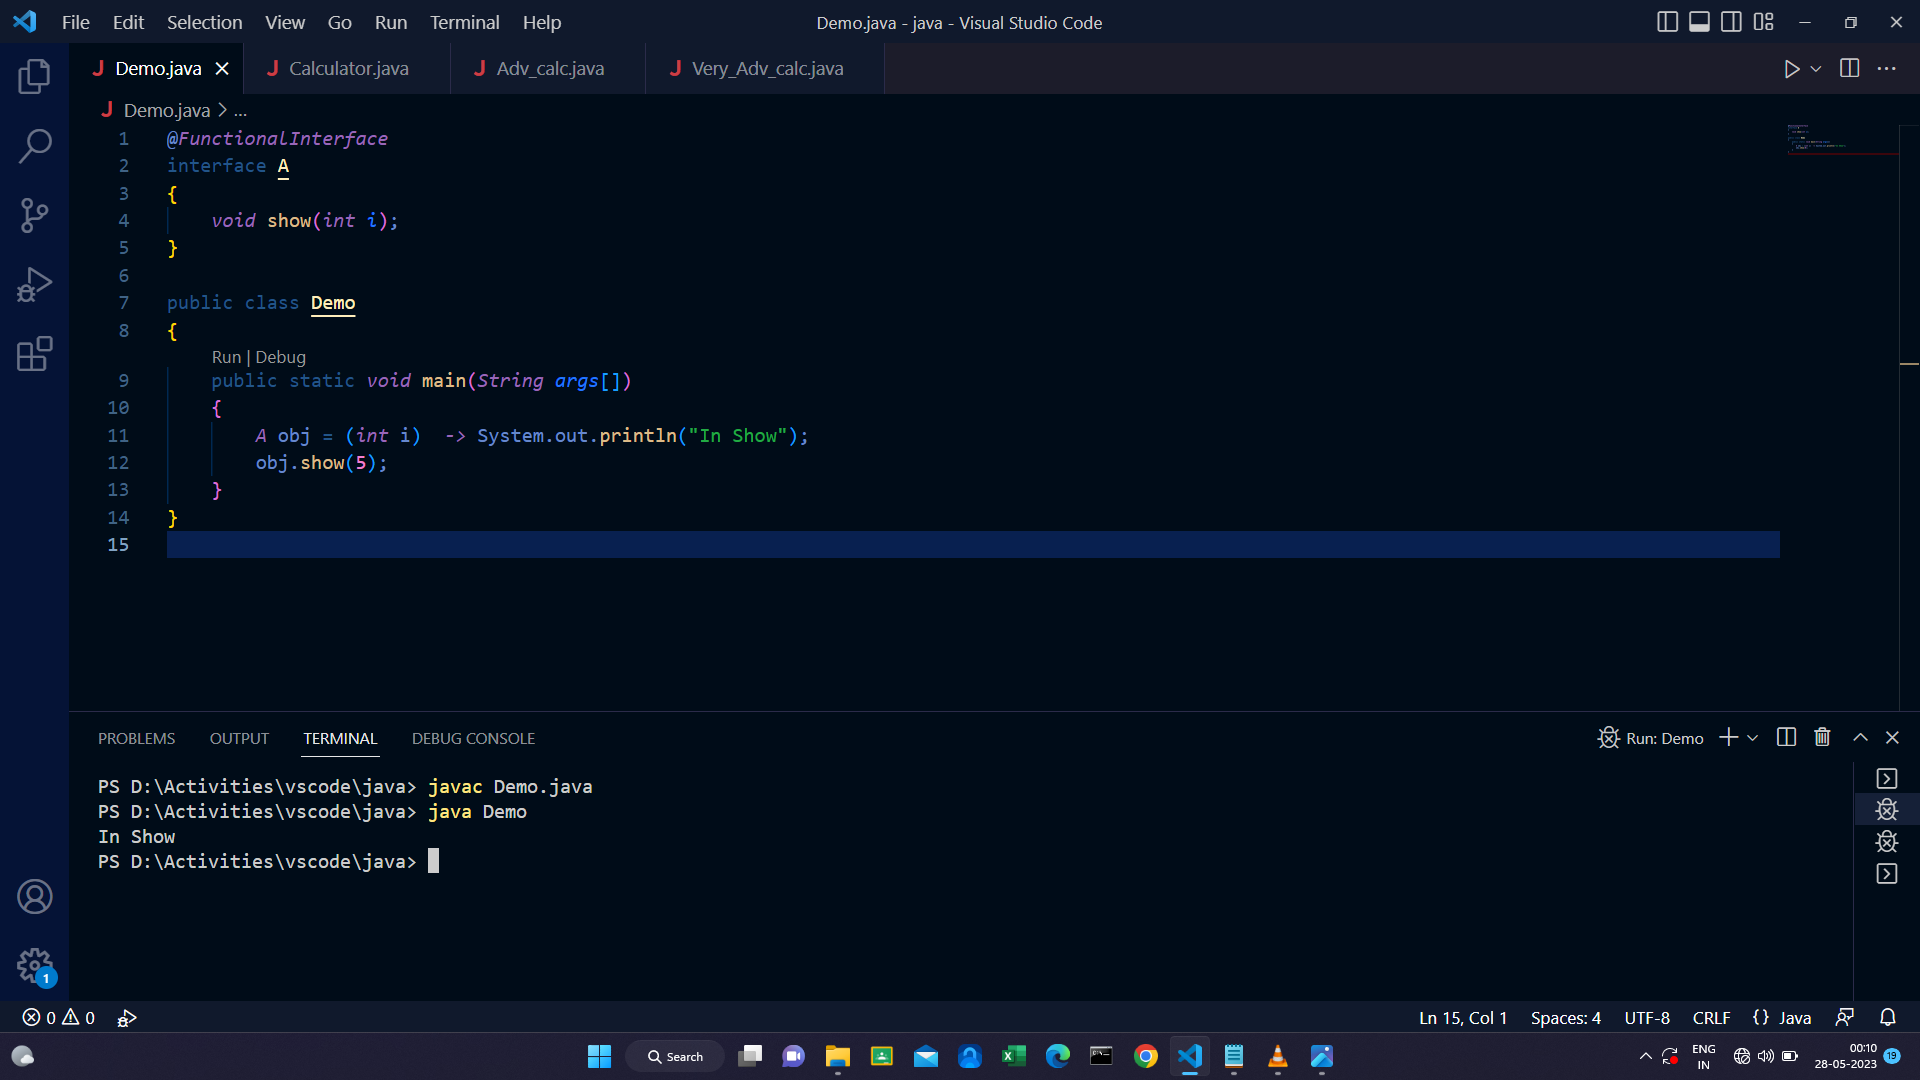 File Edit Selection View Go Run Terminal Help
Demo.java - java - Visual Studio Code
J Demo.java
J Calculator.java
J Adv_calc.java
J Very_Adv_calc.java
J Demo.java > ...
1 @FunctionalInterface
2 interface A
3 {
4 void show(int i);
5 }
6
7 public class Demo
8 {
Run | Debug
9 public static void main(String args[])
10 {
11 A obj = (int i)  -> System.out.println("In Show");
12 obj.show(5);
13 }
14 }
15
PROBLEMS OUTPUT TERMINAL DEBUG CONSOLE
Run: Demo
PS D:\Activities\vscode\java> javac Demo.java
PS D:\Activities\vscode\java> java Demo
In Show
PS D:\Activities\vscode\java>
1
0 0
Ln 15, Col 1 Spaces: 4 UTF-8 CRLF {} Java
Search
ENG
IN
00:10
28-05-2023
19